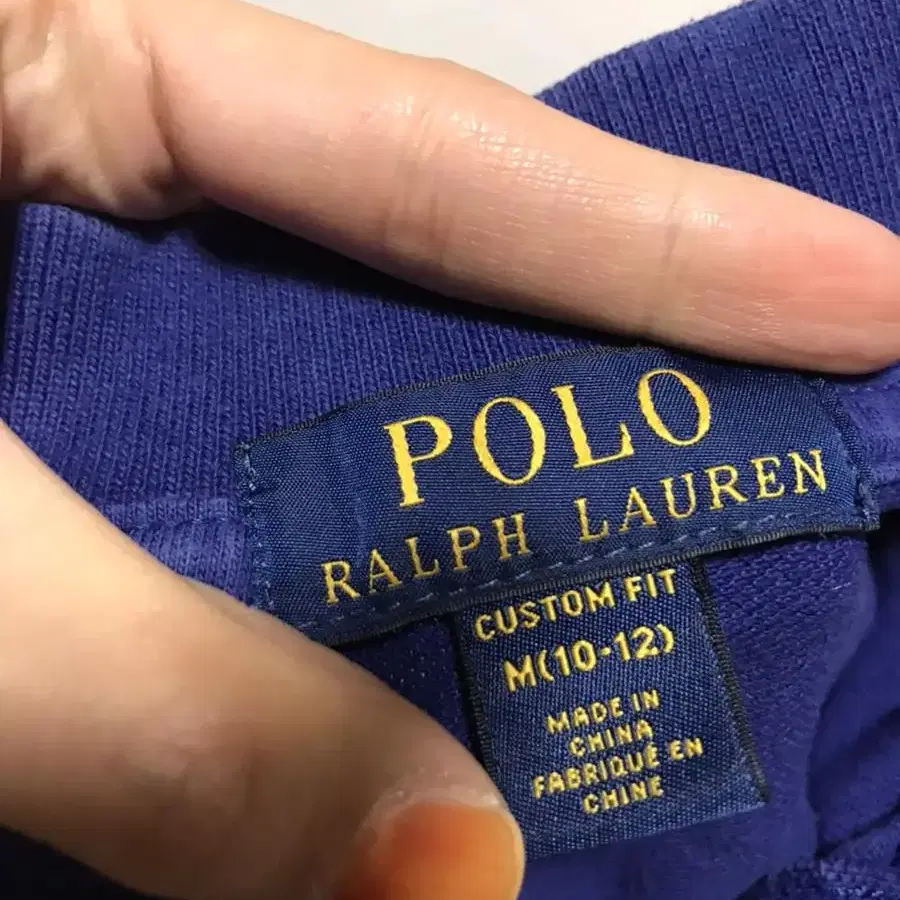 POLO
RALPH LAUREN
CUSTOM FIT
M(10-12)
MADE IN
CHINA
FABRIQUÉ EN
CHINE